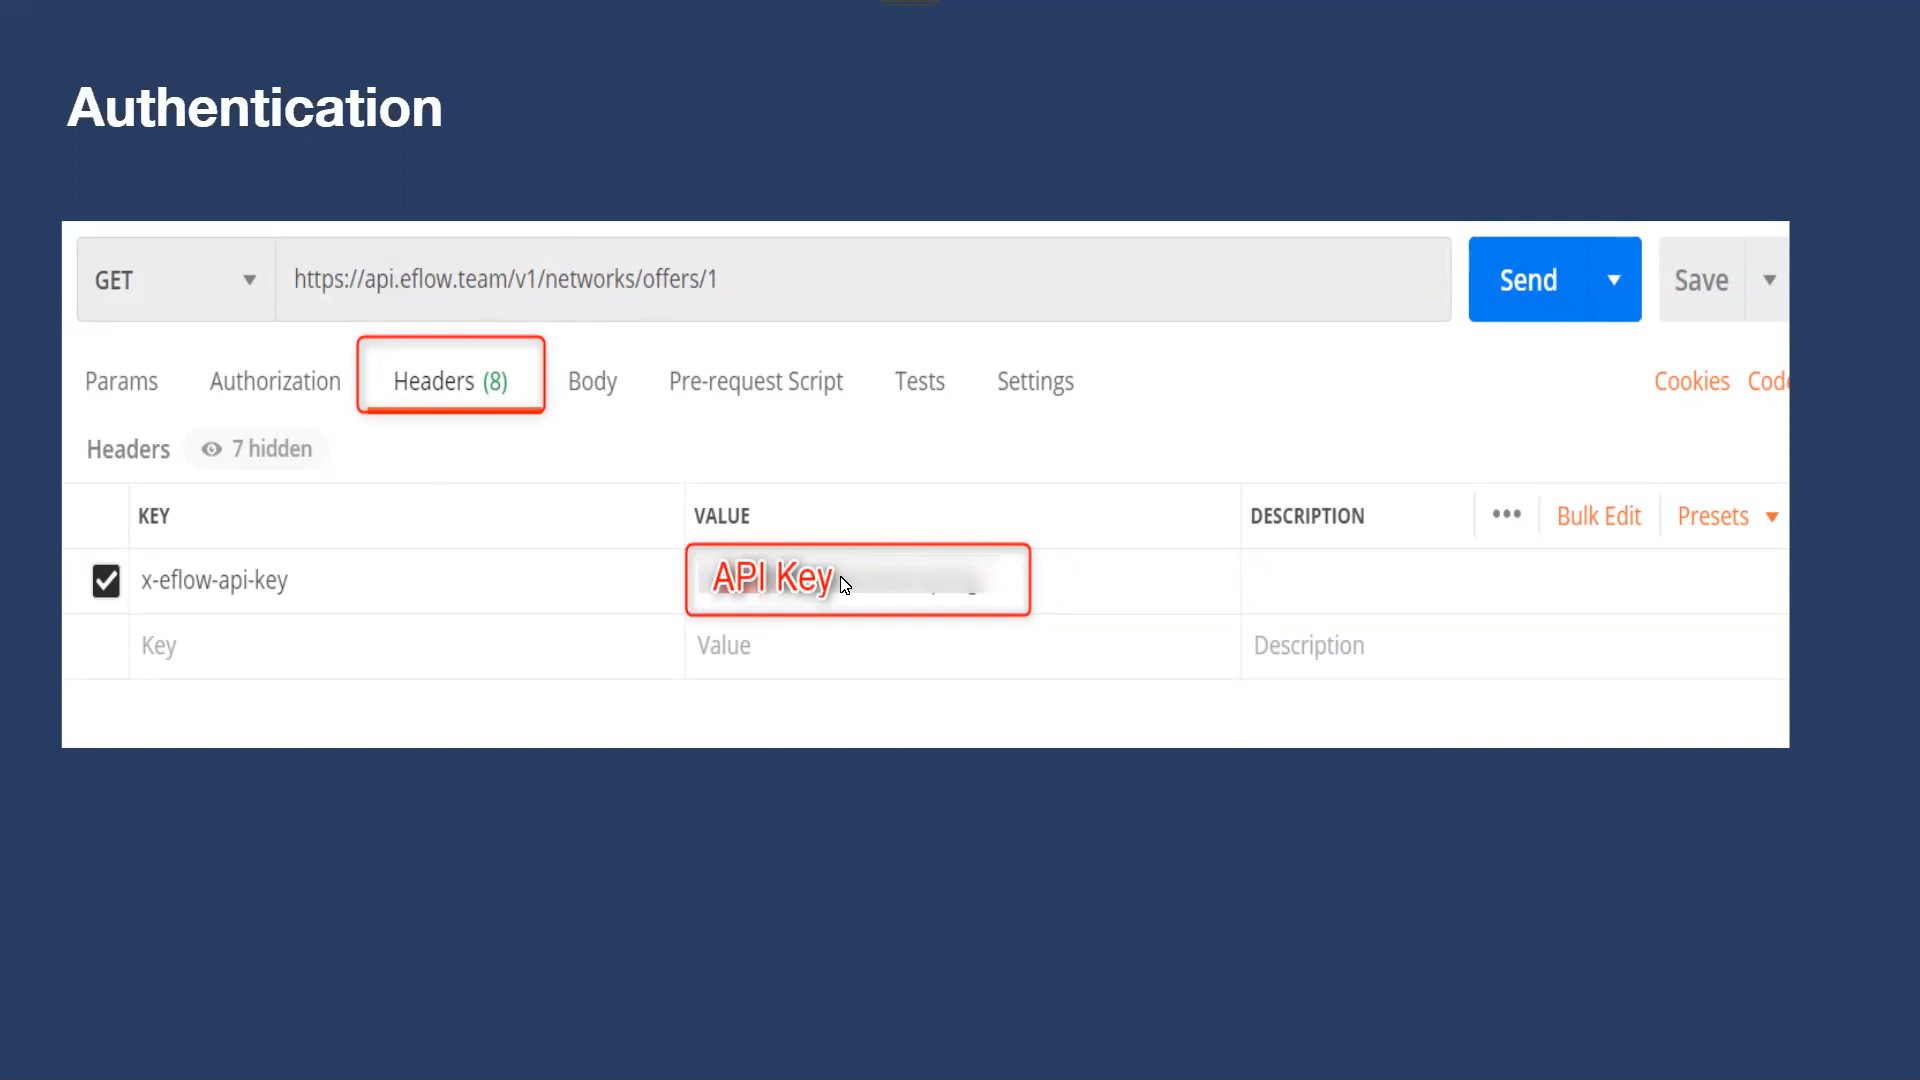 Authentication
GET https://api.eflow.team/v1/networks/offers/1 Send Save
Params Authorization Headers (8) Body Pre-request Script Tests Settings Cookies
Headers 7 hidden
KEY VALUE DESCRIPTION ••• Bulk Edit Presets
x-eflow-api-key API Key
Key Value Description